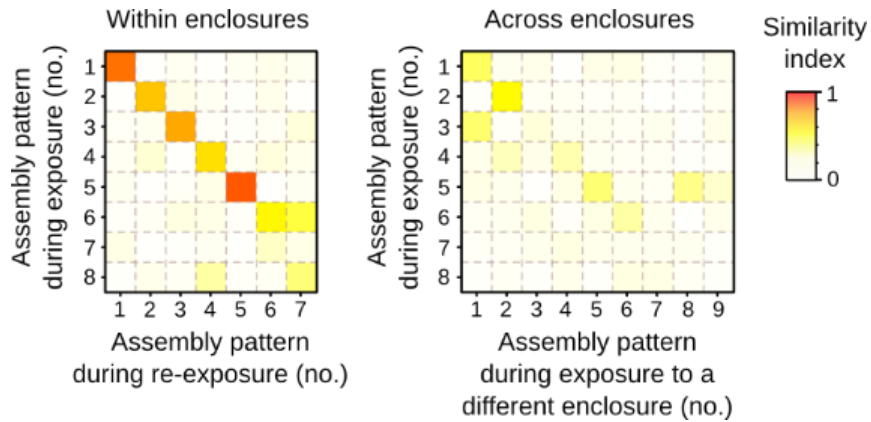 Within enclosures
Assembly pattern
during exposure (no.)
1
2
3
4
5
6
7
8
1 2 3 4 5 6 7
Assembly pattern
during re-exposure (no.)
Across enclosures
Assembly pattern
during exposure (no.)
1
2
3
4
5
6
7
8
1 2 3 4 5 6 7 8 9
Assembly pattern
during exposure to a
different enclosure (no.)
Similarity
index
1
0